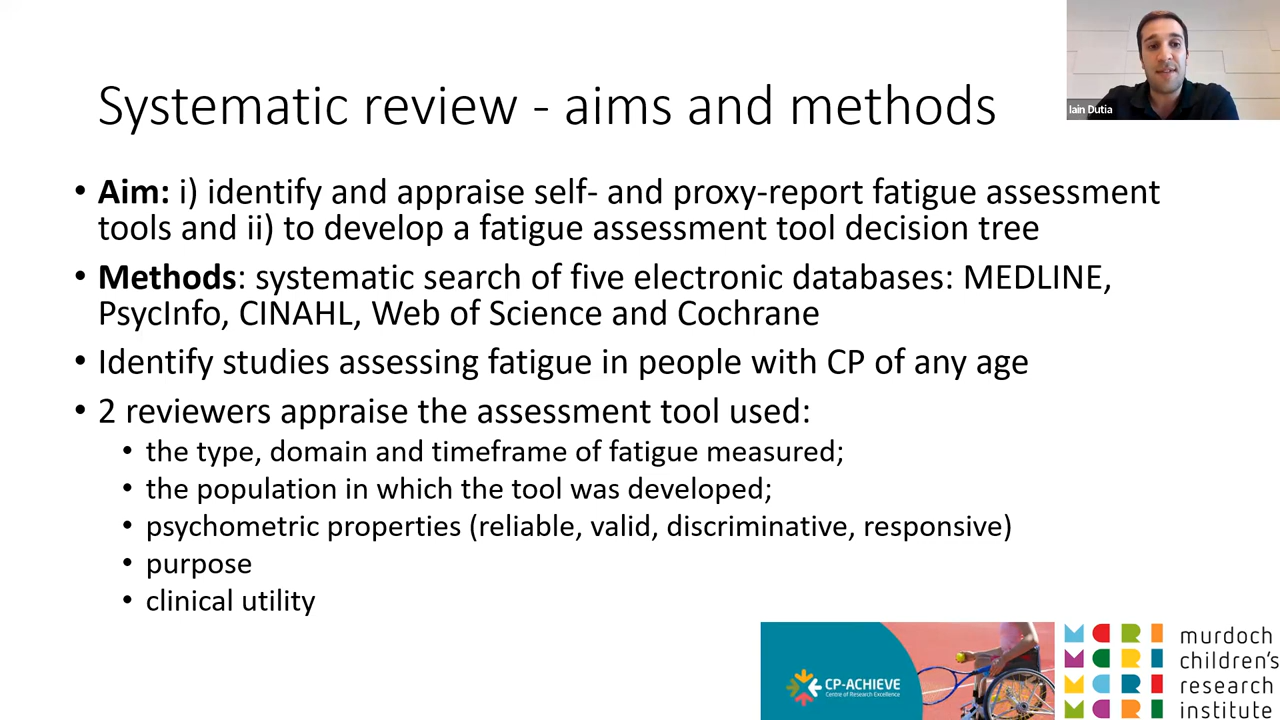 Systematic review - aims and methods
Iain Dutia
• Aim: i) identify and appraise self- and proxy-report fatigue assessment
tools and ii) to develop a fatigue assessment tool decision tree
• Methods: systematic search of five electronic databases: MEDLINE,
PsycInfo, CINAHL, Web of Science and Cochrane
• Identify studies assessing fatigue in people with CP of any age
• 2 reviewers appraise the assessment tool used:
• the type, domain and timeframe of fatigue measured;
• the population in which the tool was developed;
• psychometric properties (reliable, valid, discriminative, responsive)
• purpose
• clinical utility
CP-ACHIEVE
Centre of Research Excellence
MCRI
MCRI
MCRI
MCRI
murdoch
children's
research
institute